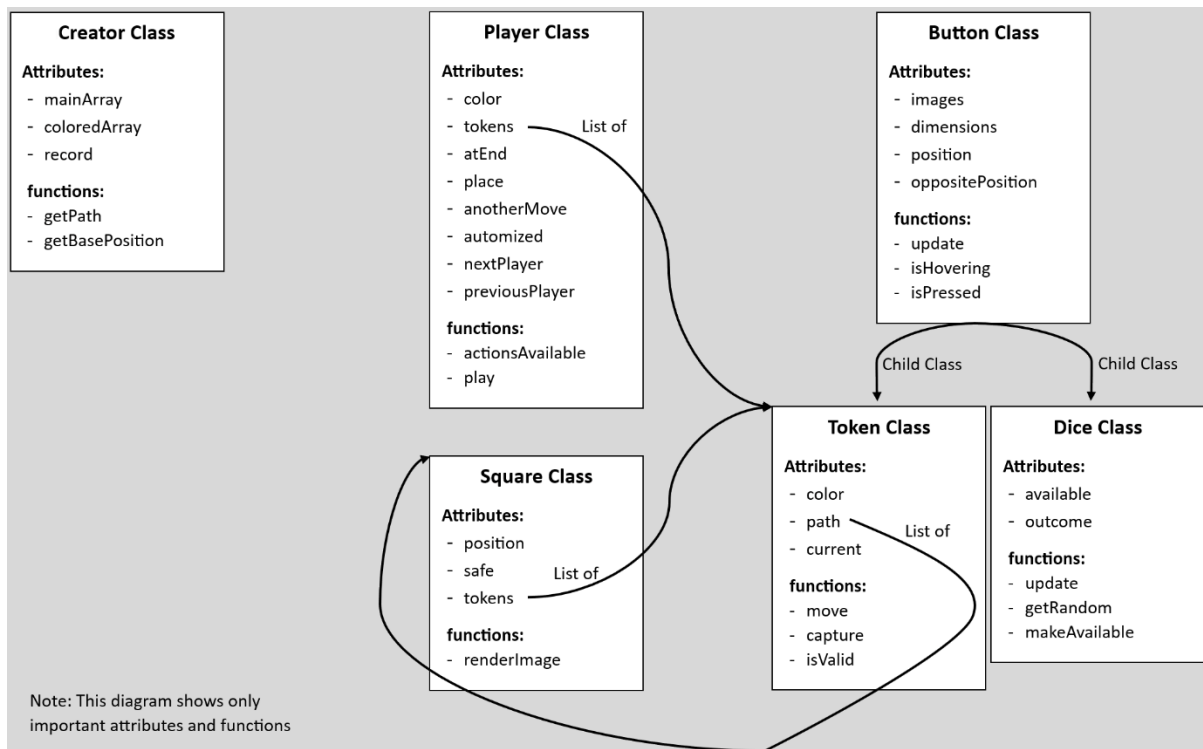 Creator Class
Attributes:
- mainArray
- coloredArray
- record
functions:
- getPath
- getBasePosition
Player Class
Attributes:
- color
- tokens
List of
- atEnd
- place
- anotherMove
- automized
- nextPlayer
- previousPlayer
functions:
- actionsAvailable
- play
Button Class
Attributes:
- images
- dimensions
- position
- oppositePosition
functions:
- update
- isHovering
- isPressed
Child Class
Child Class
Square Class
Attributes:
- position
- safe
- tokens
List of
functions:
- renderImage
Token Class
Attributes:
- color
- path
List of
- current
functions:
- move
- capture
- isValid
Dice Class
Attributes:
- available
- outcome
functions:
- update
- getRandom
- makeAvailable
Note: This diagram shows only
important attributes and functions